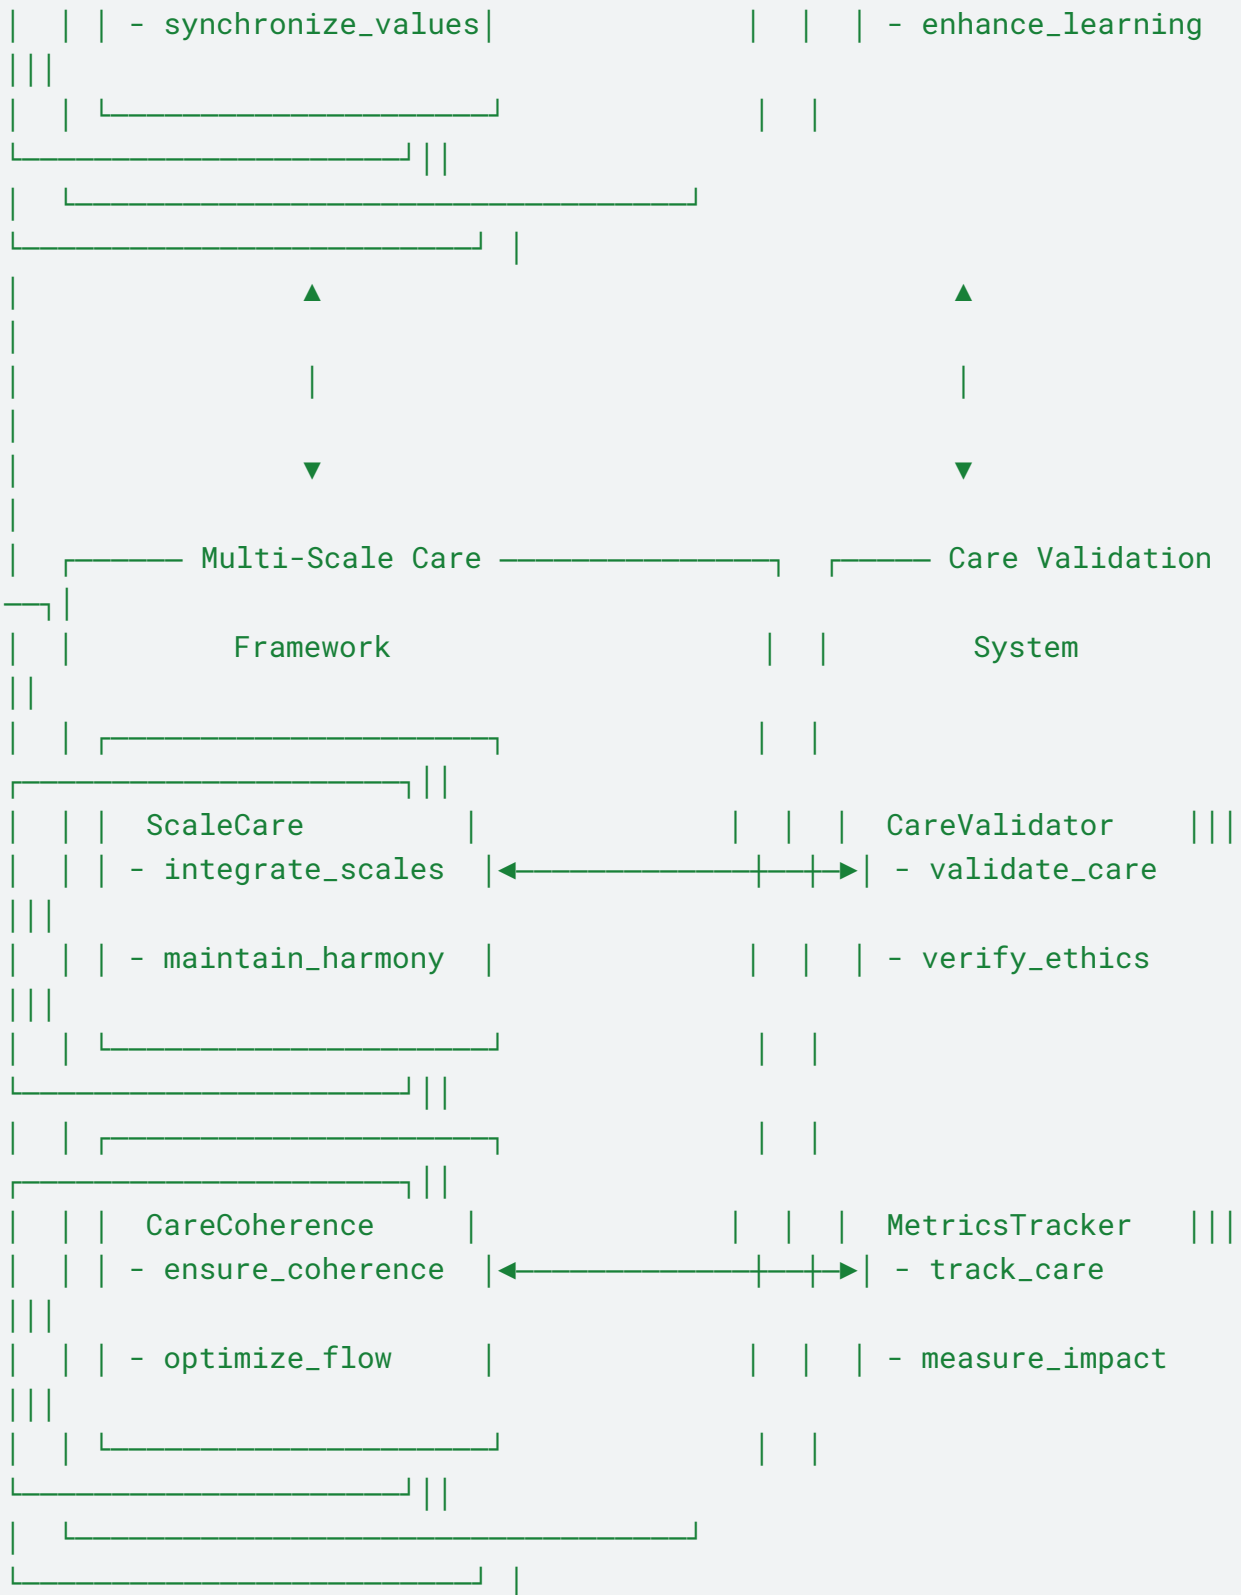 │  │ │ - synchronize_values│              │  │  │ - enhance_learning
│││
│  │ └─────────────────────┘              │  │
└─────────────────────┘││
│  └──────────────────────────────────┘
└─────────────────────────┘ │
│                ▲                                   ▲
│
│                │                                   │
│
│                ▼                                   ▼
│
│  ┌────── Multi-Scale Care ───────────────┐  ┌───── Care Validation
──┐│
│  │         Framework                     │  │        System
││
│  │ ┌─────────────────────┐              │  │
┌─────────────────────┐││
│  │ │  ScaleCare         │              │  │  │  CareValidator    │││
│  │ │ - integrate_scales  │◄─────────────┼──┼─►│ - validate_care
│││
│  │ │ - maintain_harmony  │              │  │  │ - verify_ethics
│││
│  │ └─────────────────────┘              │  │
└─────────────────────┘││
│  │ ┌─────────────────────┐              │  │
┌─────────────────────┐││
│  │ │  CareCoherence     │              │  │  │  MetricsTracker   │││
│  │ │ - ensure_coherence  │◄─────────────┼──┼─►│ - track_care
│││
│  │ │ - optimize_flow     │              │  │  │ - measure_impact
│││
│  │ └─────────────────────┘              │  │
└─────────────────────┘││
│  └──────────────────────────────────┘
└─────────────────────────┘ │